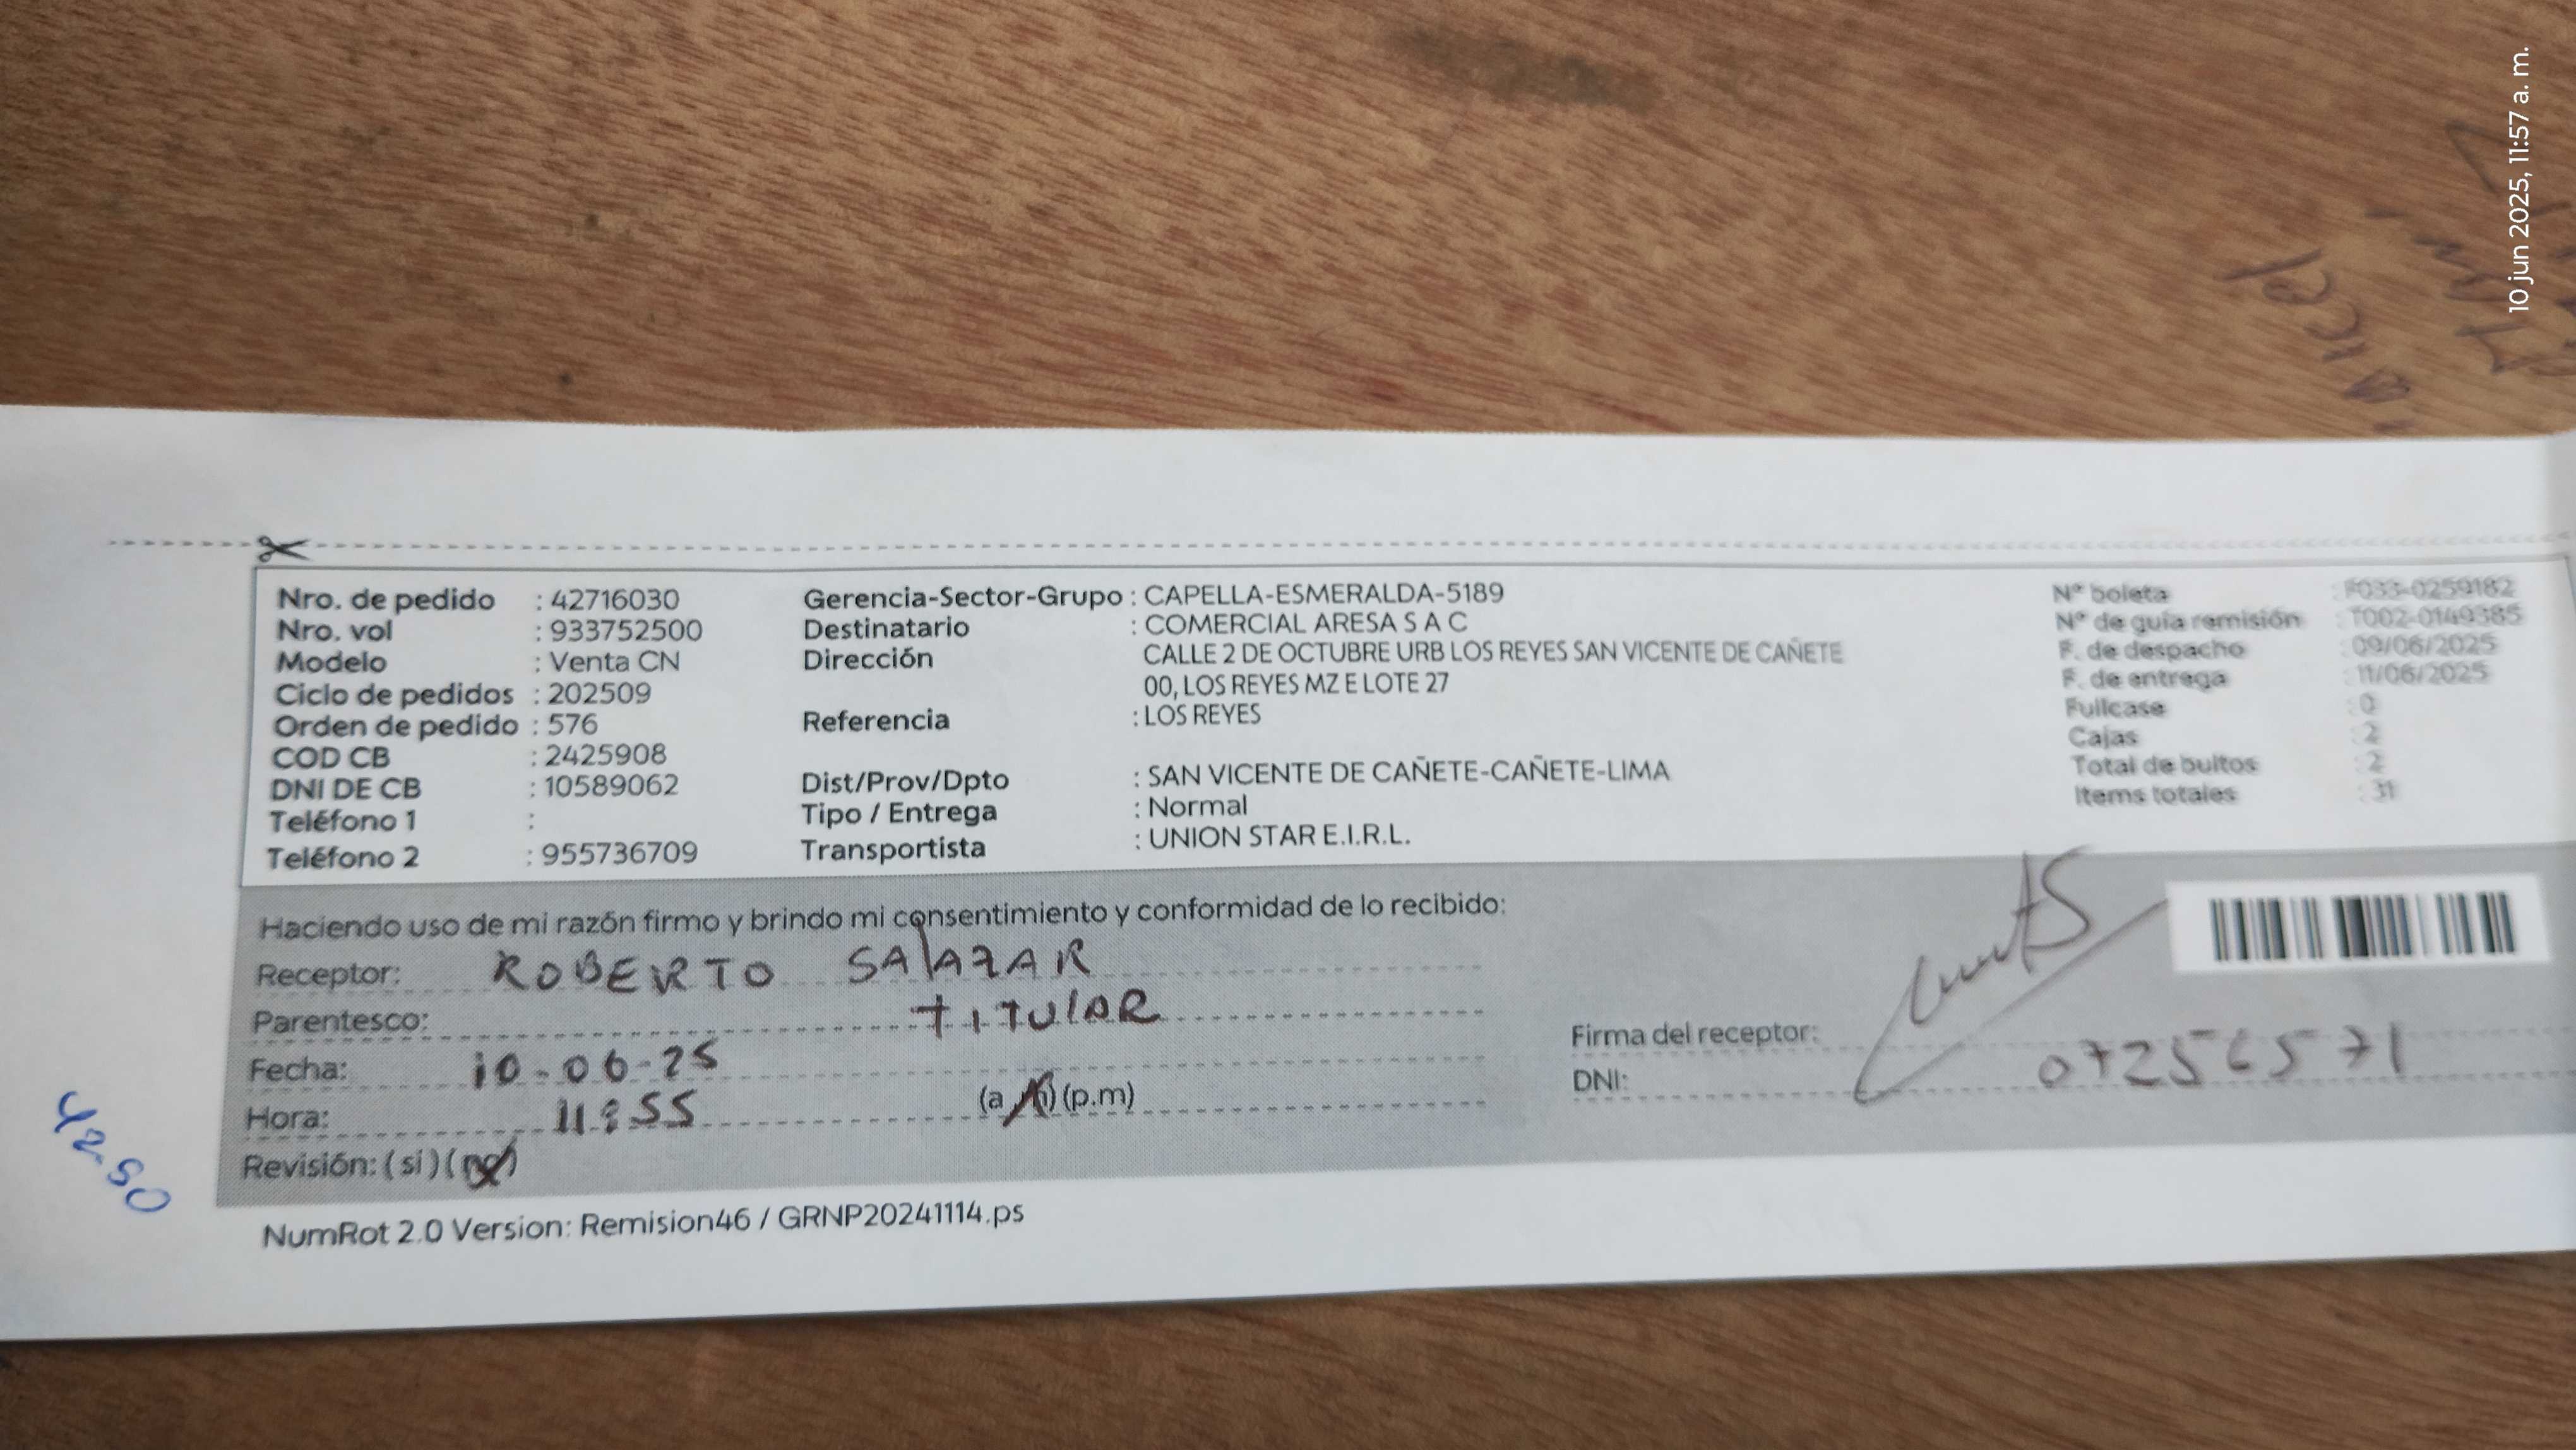 10 jun 2025, 11:57 a. m.
Nro. de pedido : 42716030
Nro. vol : 933752500
Modelo : Venta CN
Ciclo de pedidos : 202509
Orden de pedido : 576
COD CB : 2425908
DNI DE CB : 10589062
Teléfono 1 :
Teléfono 2 : 955736709
Gerencia-Sector-Grupo : CAPELLA-ESMERALDA-5189
Destinatario : COMERCIAL ARESA S A C
Dirección CALLE 2 DE OCTUBRE URB LOS REYES SAN VICENTE DE CAÑETE
00, LOS REYES MZ E LOTE 27
Referencia : LOS REYES
Dist/Prov/Dpto : SAN VICENTE DE CAÑETE-CAÑETE-LIMA
Tipo / Entrega : Normal
Transportista : UNION STAR E.I.R.L.
N° boleta : F033-0259182
N° de guía remisión : T002-0149385
F. de despacho : 09/06/2025
F. de entrega : 11/06/2025
Fullcase : 0
Cajas : 2
Total de bultos : 2
Items totales : 31
Haciendo uso de mi razón firmo y brindo mi consentimiento y conformidad de lo recibido:
Receptor: ROBERTO SALAZAR
Parentesco: TITULAR
Fecha: 10-06-25
Hora: 11:55 (a.m) (p.m)
Revisión: (si) (no)
Firma del receptor:
DNI: 07256571
42-50
NumRot 2.0 Version: Remision46 / GRNP20241114.ps